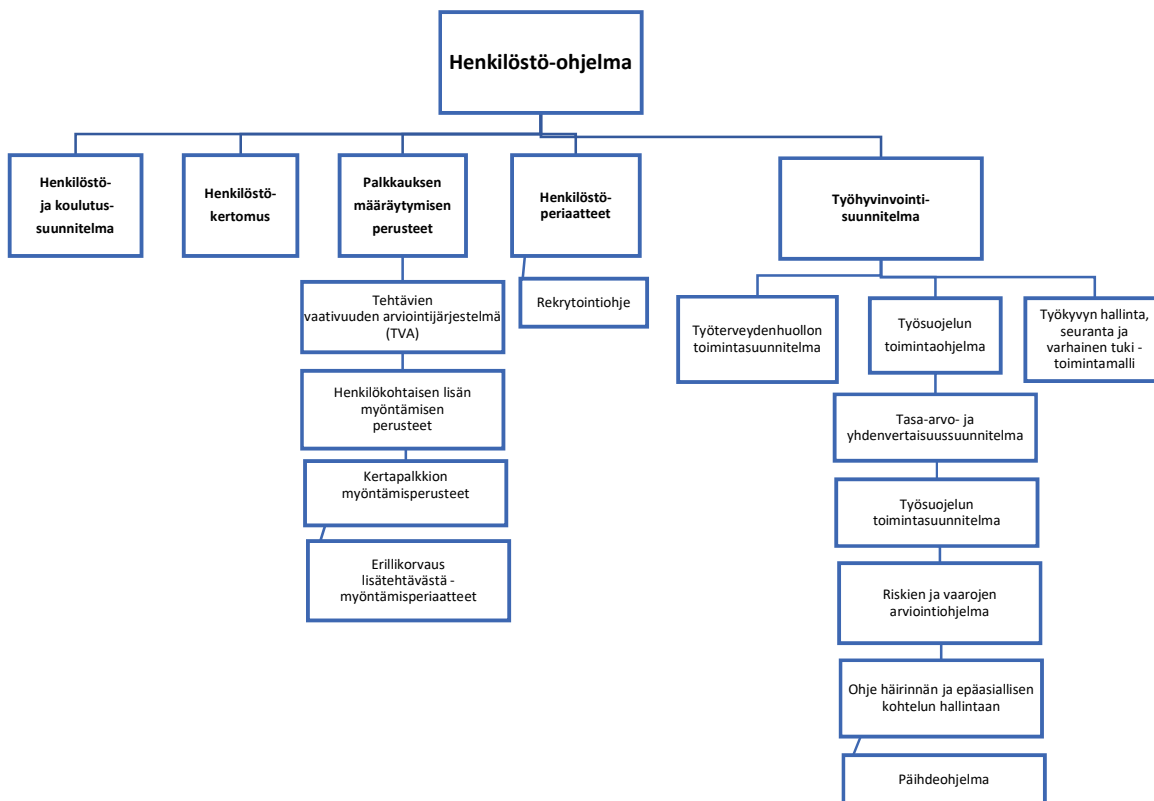 Henkilöstö-ohjelma
Henkilöstö-
ja koulutus-
suunnitelma
Henkilöstö-
kertomus
Palkkauksen
määräytymisen
perusteet
Henkilöstö-
periaatteet
Työhyvinvointi-
suunnitelma
Tehtävien
vaativuuden arviointijärjestelmä
(TVA)
Henkilökohtaisen lisän
myöntämisen
perusteet
Kertapalkkion
myöntämisperusteet
Erillikorvaus
lisätehtävästä -
myöntämisperiaatteet
Rekrytointiohje
Työterveydenhuollon
toimintasuunnitelma
Työsuojelun
toimintaohjelma
Työkyvyn hallinta,
seuranta ja
varhainen tuki -
toimintamalli
Tasa-arvo- ja
yhdenvertaisuussuunnitelma
Työsuojelun
toimintasuunnitelma
Riskien ja vaarojen
arviointiohjelma
Ohje häirinnän ja epäasiallisen
kohtelun hallintaan
Päihdeohjelma